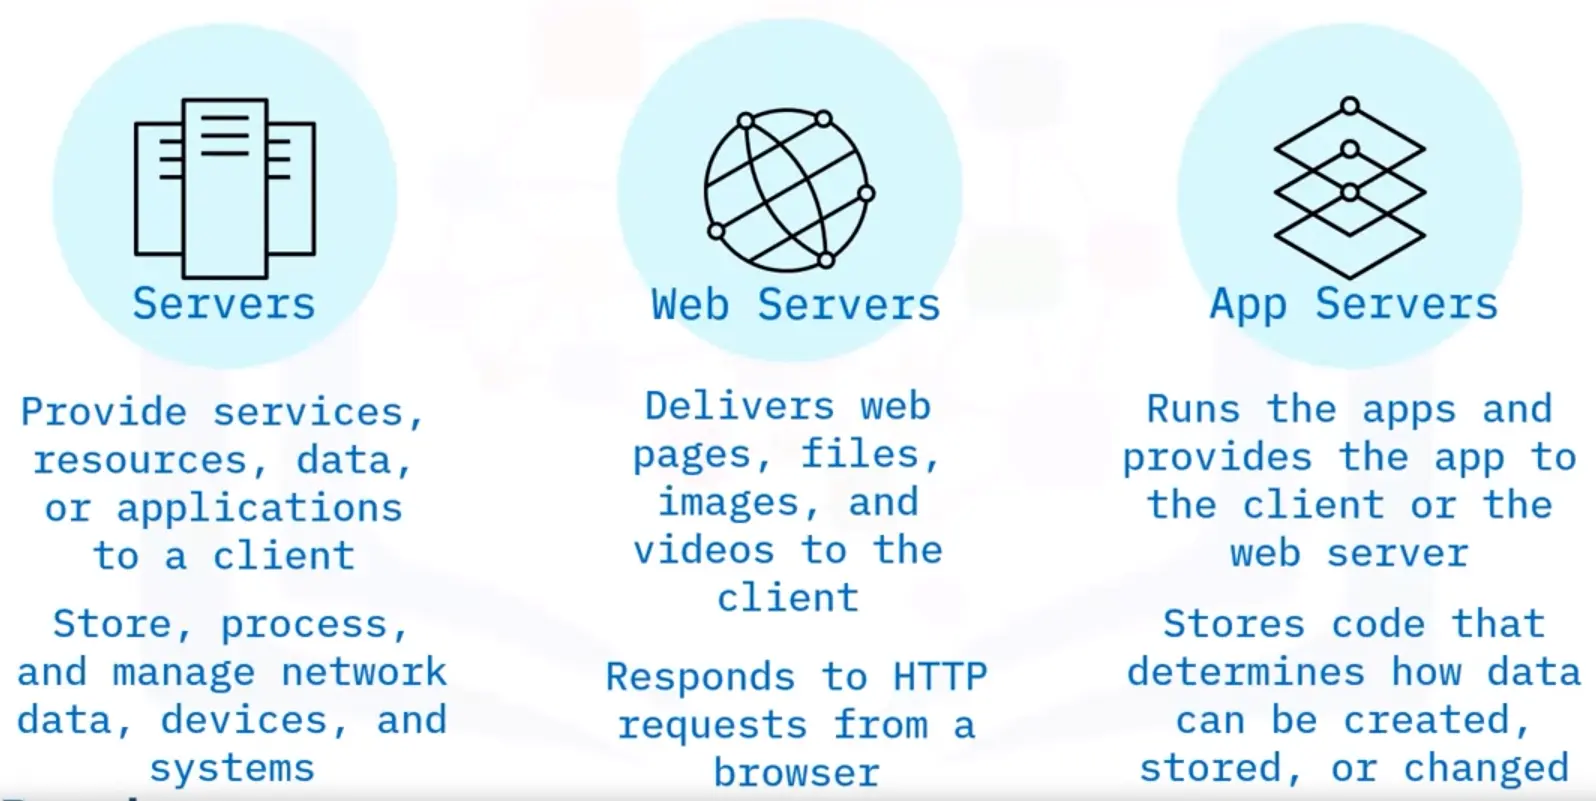 Servers
Provide services,
resources, data,
or applications
to a client
Store, process,
and manage network
data, devices, and
systems
Web Servers
Delivers web
pages, files,
images, and
videos to the
client
Responds to HTTP
requests from a
browser
App Servers
Runs the apps and
provides the app to
the client or the
web server
Stores code that
determines how data
can be created,
stored, or changed